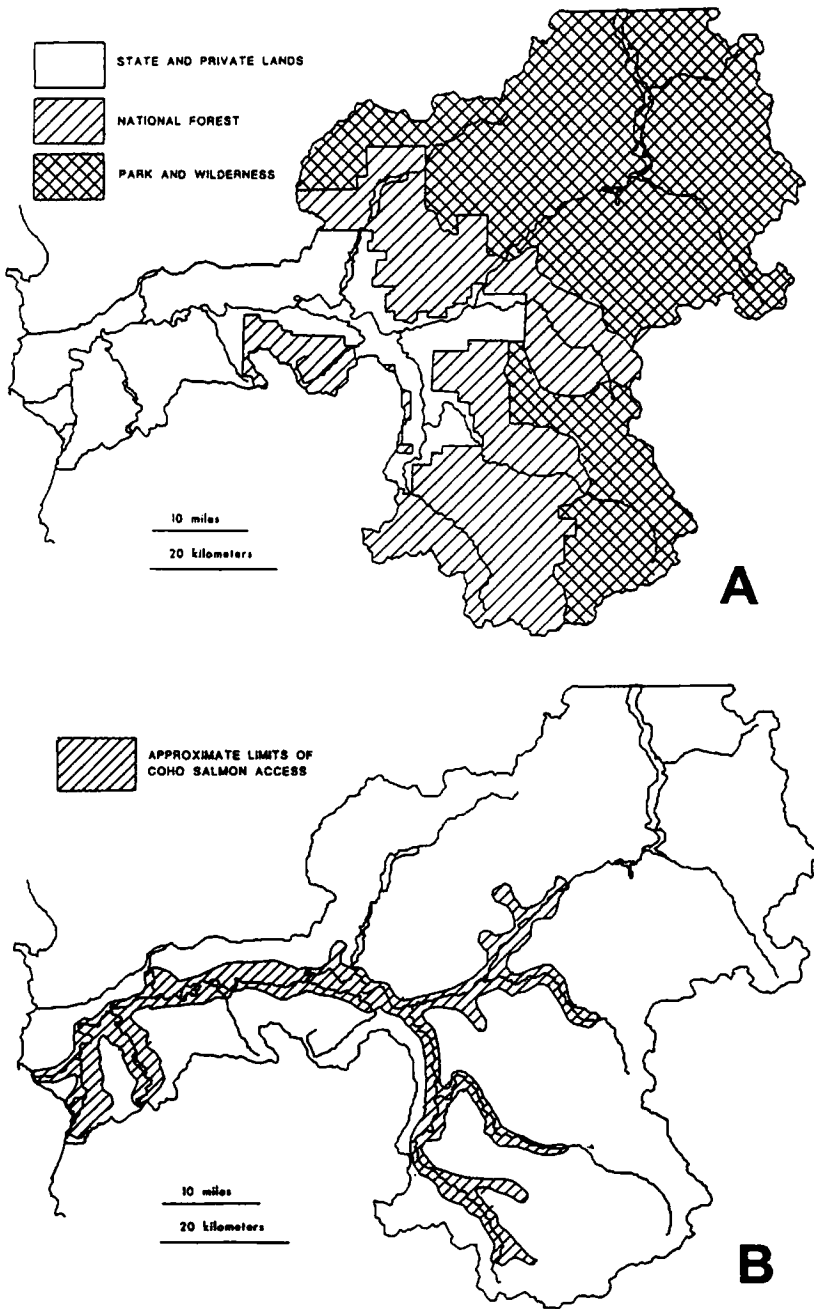 STATE AND PRIVATE LANDS
NATIONAL FOREST
PARK AND WILDERNESS
10 miles
20 kilometers
A
APPROXIMATE LIMITS OF
COHO SALMON ACCESS
10 miles
20 kilometers
B